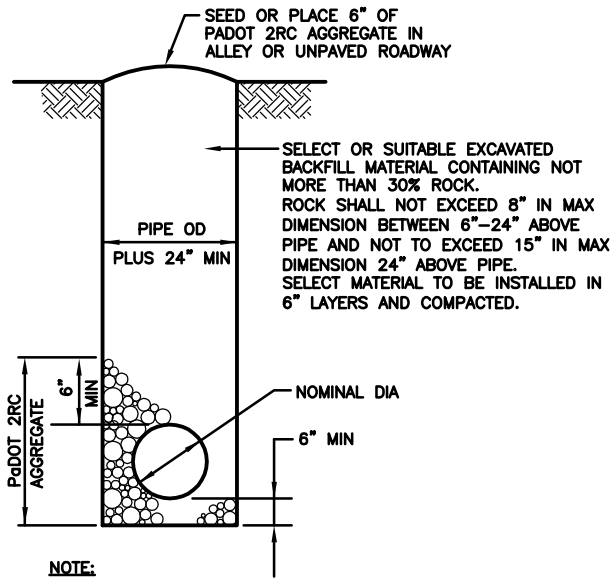 SEED OR PLACE 6" OF
PADOT 2RC AGGREGATE IN
ALLEY OR UNPAVED ROADWAY
SELECT OR SUITABLE EXCAVATED
BACKFILL MATERIAL CONTAINING NOT
MORE THAN 30% ROCK.
ROCK SHALL NOT EXCEED 8" IN MAX
DIMENSION BETWEEN 6"-24" ABOVE
PIPE AND NOT TO EXCEED 15" IN MAX
DIMENSION 24" ABOVE PIPE.
SELECT MATERIAL TO BE INSTALLED IN
6" LAYERS AND COMPACTED.
PIPE OD
PLUS 24" MIN
PaDOT 2RC
AGGREGATE
6"
MIN
NOMINAL DIA
6" MIN
NOTE: